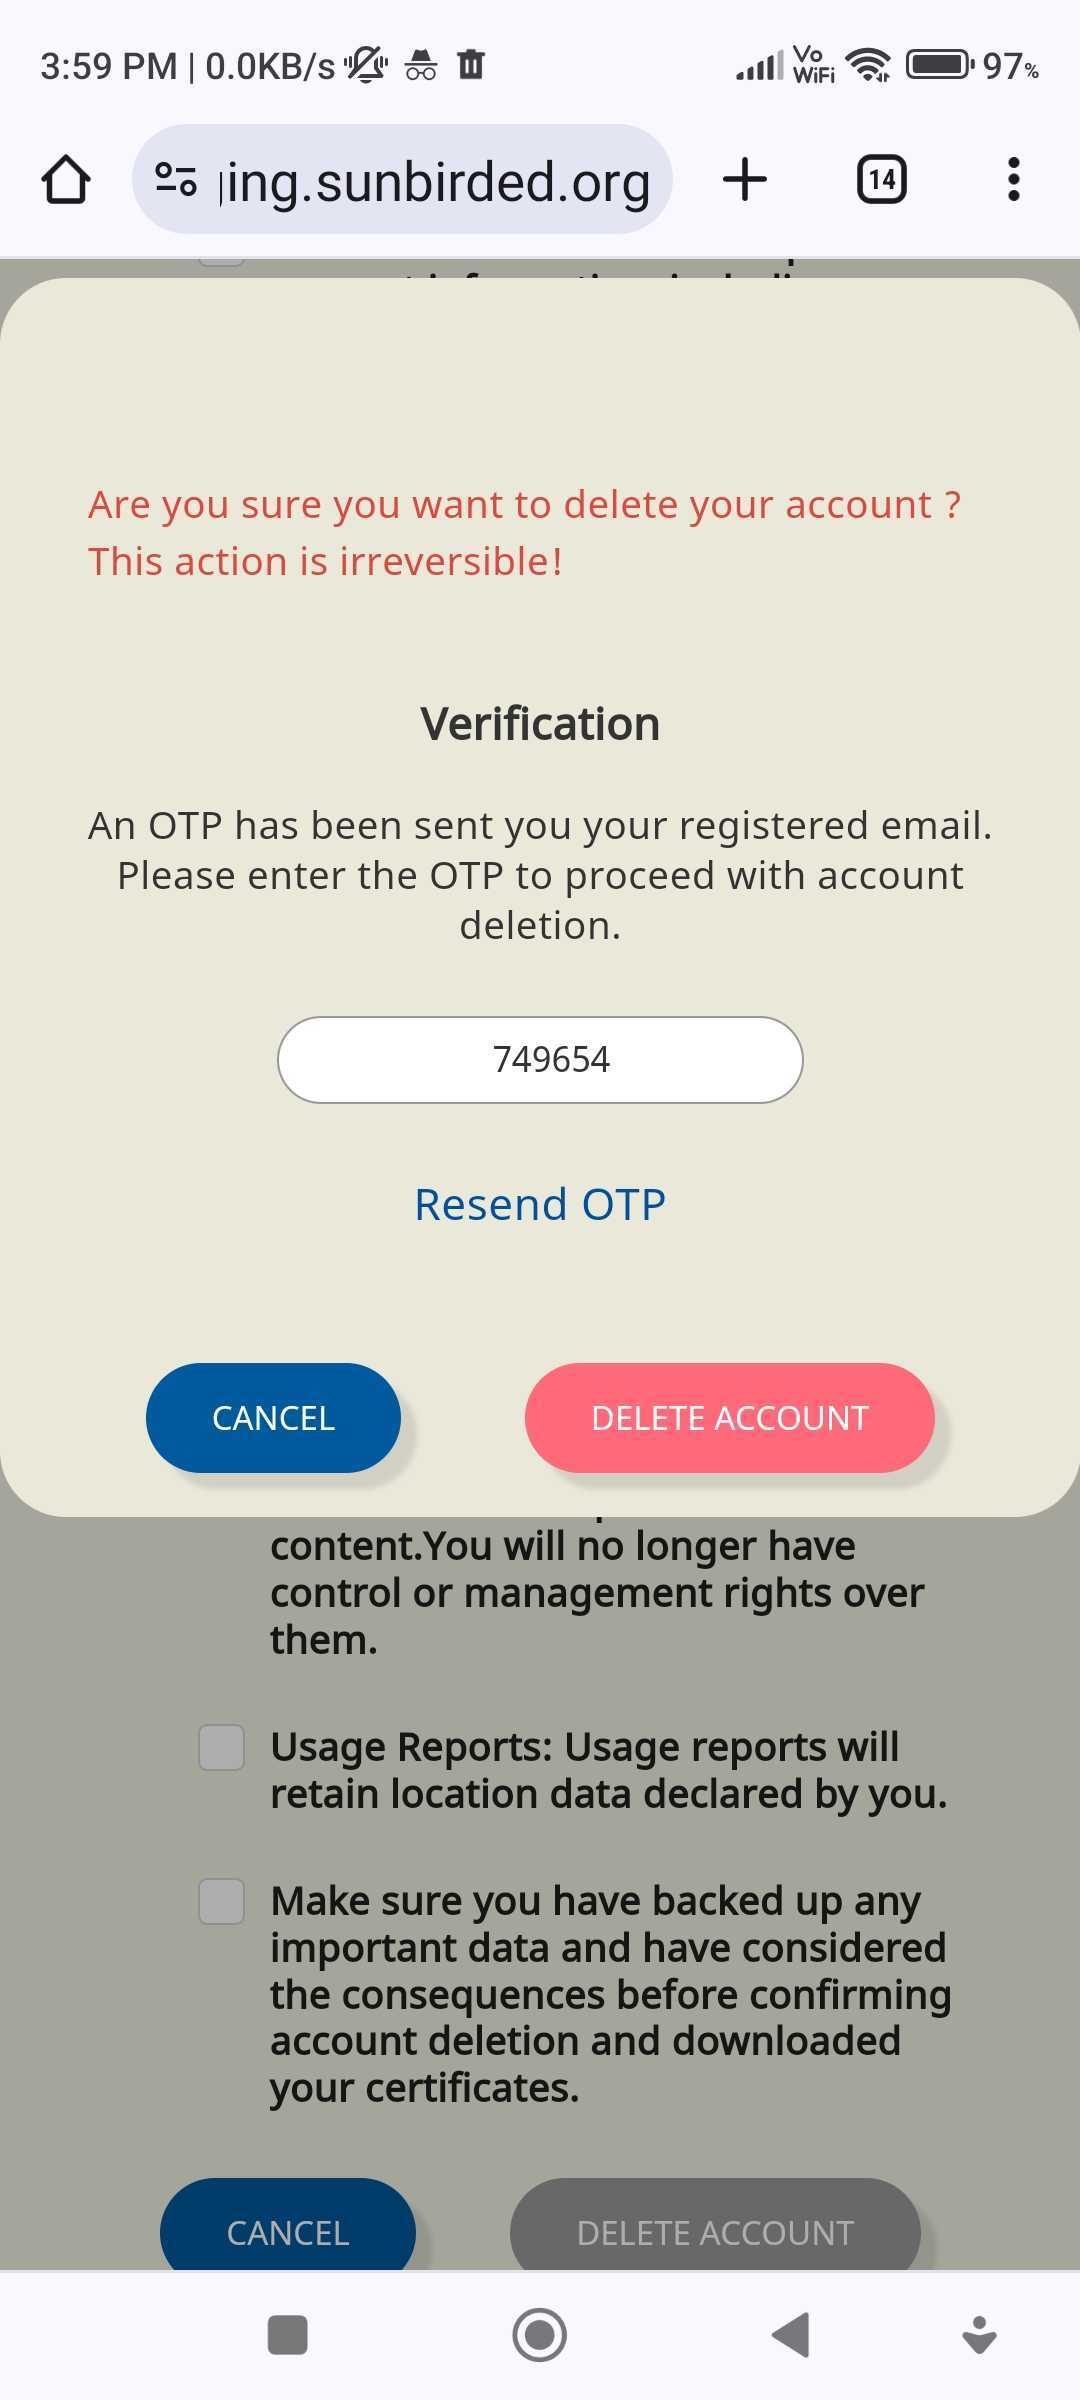 3:59 PM | 0.0KB/s
Vo WiFi
97%
ing.sunbirded.org
14
Are you sure you want to delete your account ?
This action is irreversible!
Verification
An OTP has been sent you your registered email.
Please enter the OTP to proceed with account
deletion.
749654
Resend OTP
CANCEL
DELETE ACCOUNT
content.You will no longer have
control or management rights over
them.
Usage Reports: Usage reports will
retain location data declared by you.
Make sure you have backed up any
important data and have considered
the consequences before confirming
account deletion and downloaded
your certificates.
CANCEL
DELETE ACCOUNT